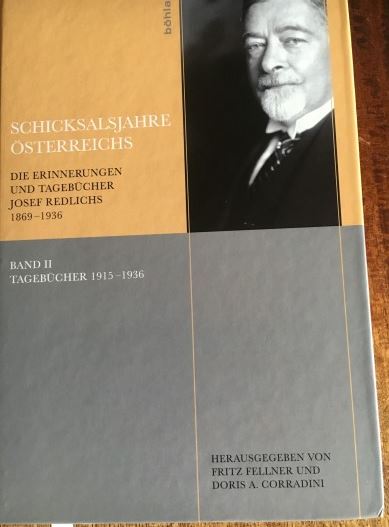 böhla
SCHICKSALSJAHRE
ÖSTERREICHS
DIE ERINNERUNGEN
UND TAGEBÜCHER
JOSEF REDLICHS
1869–1936
BAND II
TAGEBÜCHER 1915–1936
HERAUSGEGEBEN VON
FRITZ FELLNER UND
DORIS A. CORRADINI